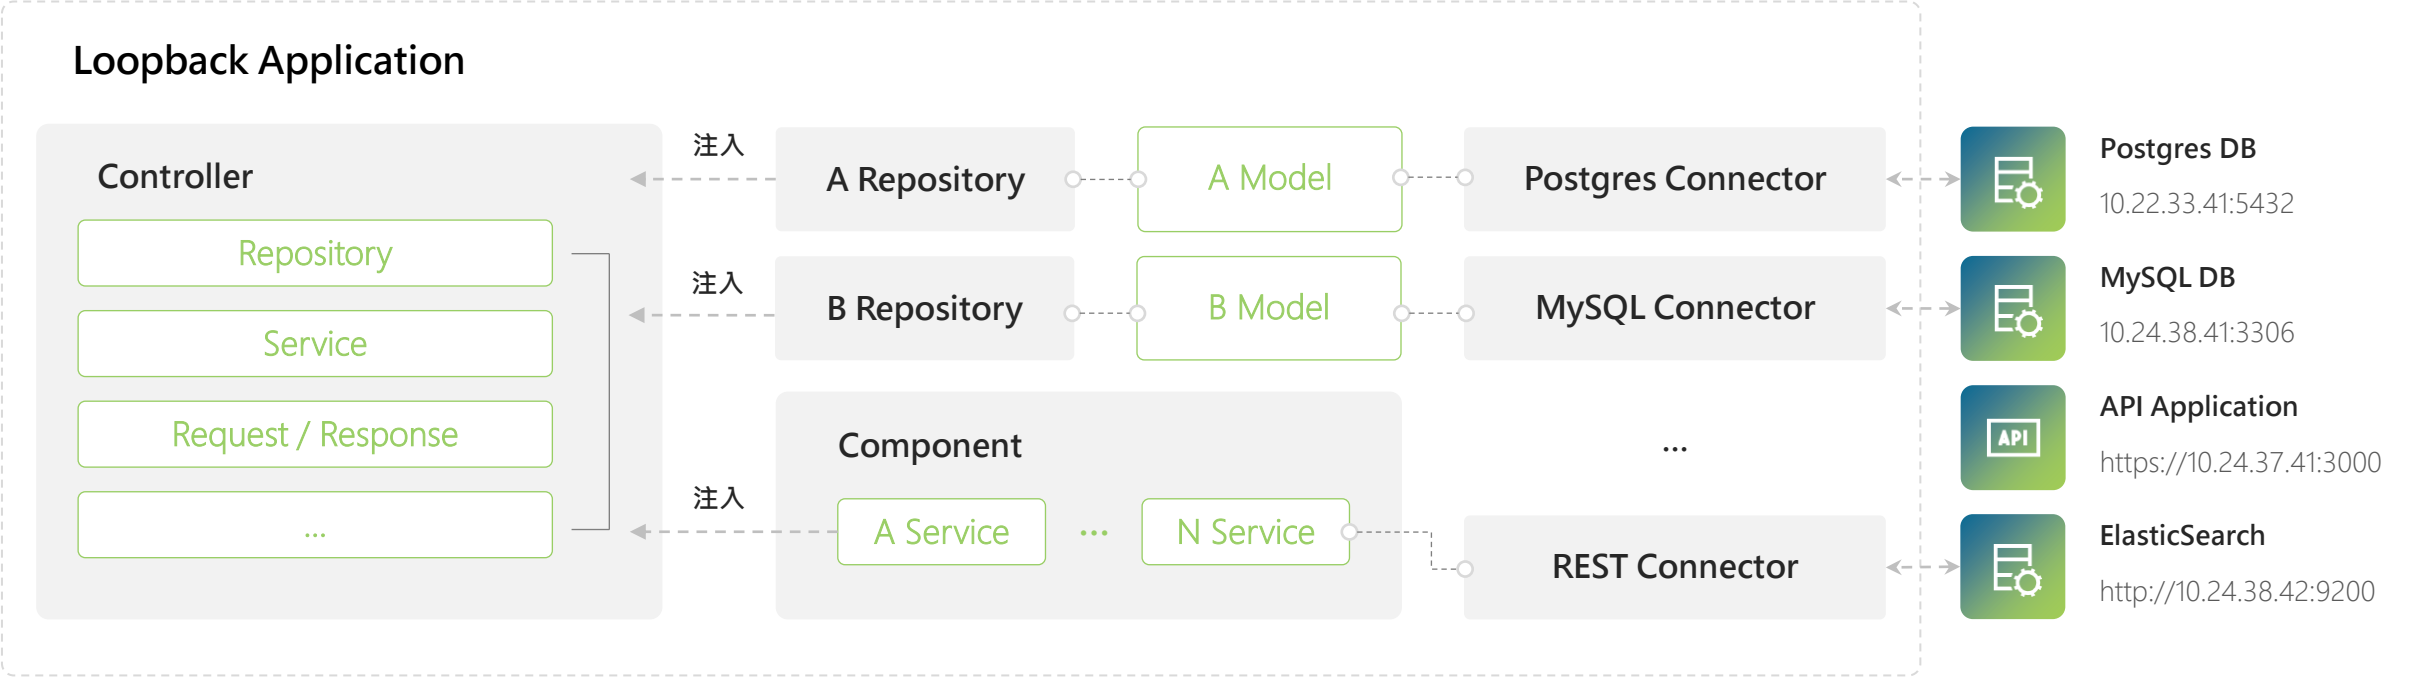 Loopback Application
Controller
Repository
Service
Request / Response
...
注入
A Repository
A Model
Postgres Connector
注入
B Repository
B Model
MySQL Connector
注入
Component
A Service
...
N Service
...
REST Connector
Postgres DB
10.22.33.41:5432
MySQL DB
10.24.38.41:3306
API
API Application
https://10.24.37.41:3000
ElasticSearch
http://10.24.38.42:9200